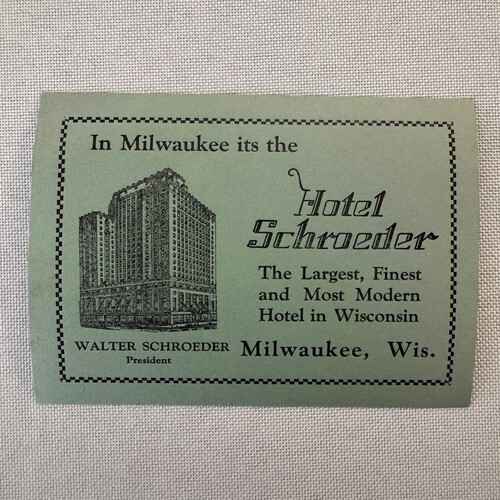 In Milwaukee its the
Hotel
Schroeder
The Largest, Finest
and Most Modern
Hotel in Wisconsin
WALTER SCHROEDER
President
Milwaukee, Wis.